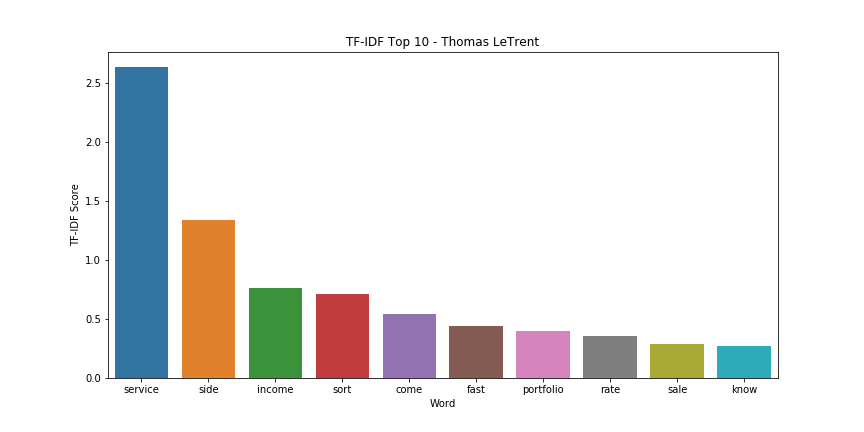 TF-IDF Top 10 - Thomas LeTrent
TF-IDF Score
2.5
2.0
1.5
1.0
0.5
0.0
service side income sort come fast portfolio rate sale know
Word